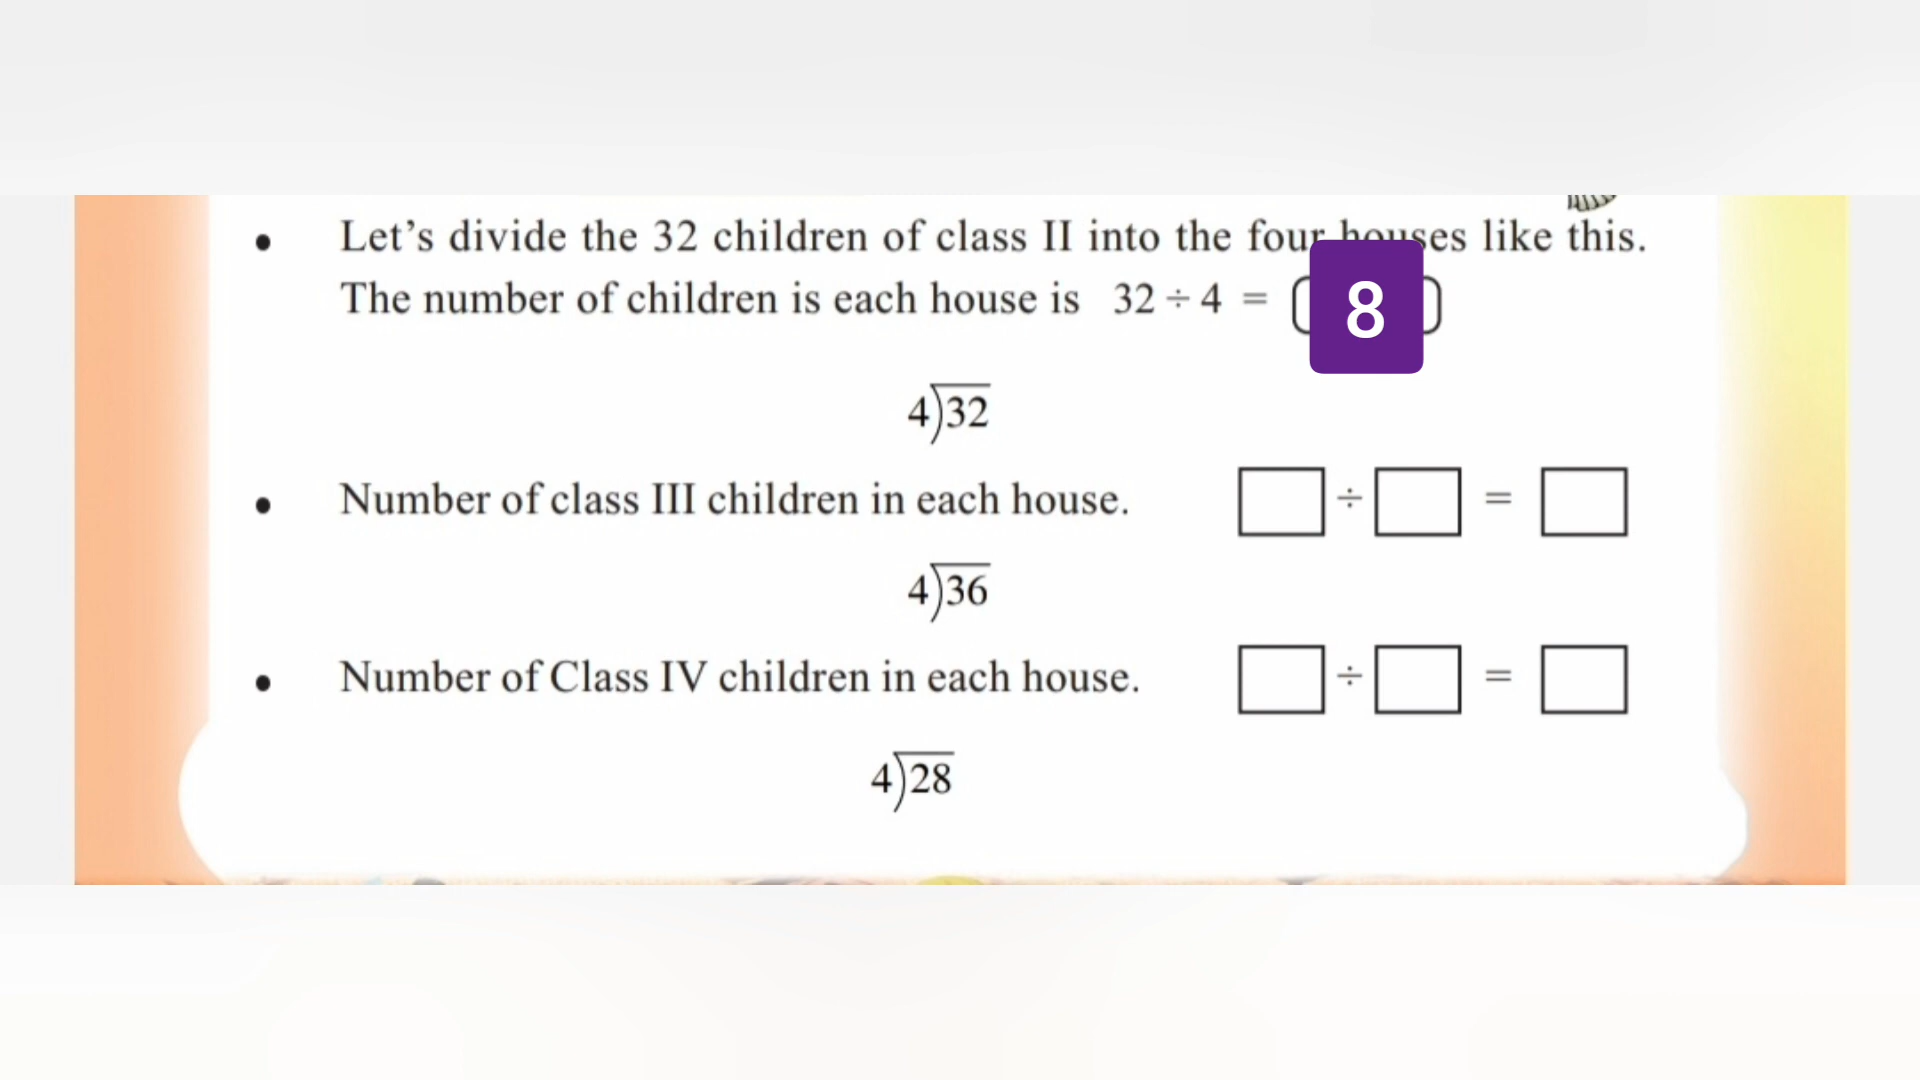 • Let's divide the 32 children of class II into the four houses like this.
The number of children is each house is 32 ÷ 4 = 8
4)32
• Number of class III children in each house. ÷ =
4)36
• Number of Class IV children in each house. ÷ =
4)28